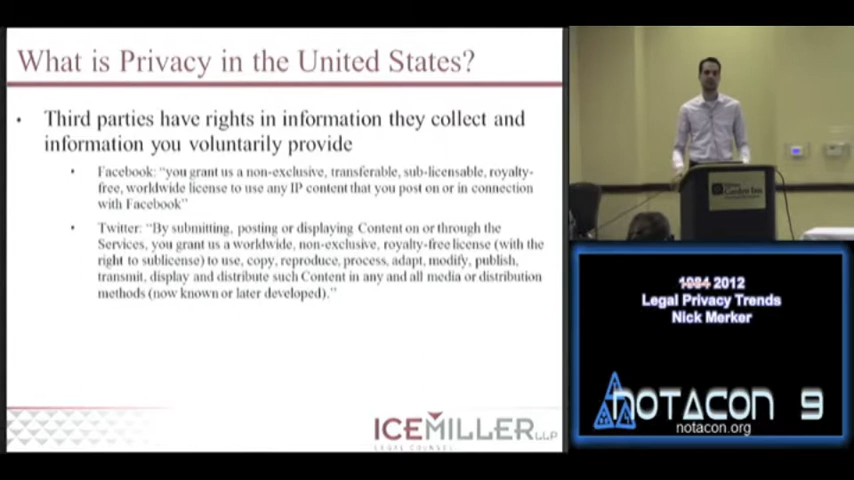 What is Privacy in the United States?
Third parties have rights in information they collect and
information you voluntarily provide
Facebook: "you grant us a non-exclusive, transferable, sub-licensable, royalty-
free, worldwide license to use any IP content that you post on or in connection
with Facebook"
Twitter: "By submitting, posting or displaying Content on or through the
Services, you grant us a worldwide, non-exclusive, royalty-free license (with the
right to sublicense) to use, copy, reproduce, process, adapt, modify, publish,
transmit, display and distribute such Content in any and all media or distribution
methods (now known or later developed)."
ICEMILLER LLP
LEGAL COUNSEL
Garden Inn
1984 2012
Legal Privacy Trends
Nick Merker
NOTACON 9
notacon.org